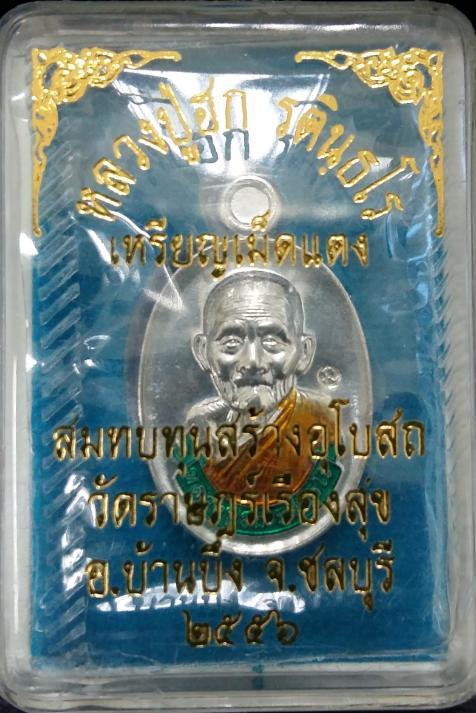 หลวงปู่ฮก รตินฺธโร
เหรียญเม็ดแตง
สมทบทุนสร้างอุโบสถ
วัดราษฎร์เรืองสุข
อ.บ้านบึง จ.ชลบุรี
๒๕๕๖